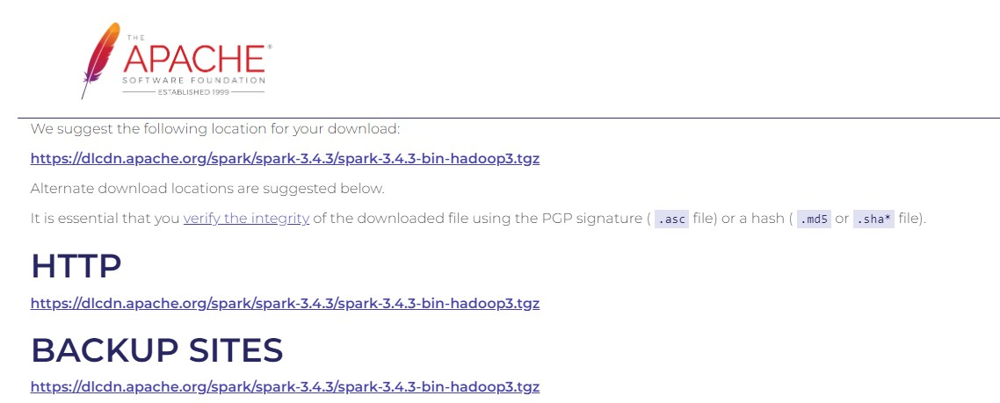 THE
APACHE®
SOFTWARE FOUNDATION
ESTABLISHED 1999
We suggest the following location for your download:
https://dlcdn.apache.org/spark/spark-3.4.3/spark-3.4.3-bin-hadoop3.tgz
Alternate download locations are suggested below.
It is essential that you verify the integrity of the downloaded file using the PGP signature ( .asc file) or a hash ( .md5 or .sha* file).
HTTP
https://dlcdn.apache.org/spark/spark-3.4.3/spark-3.4.3-bin-hadoop3.tgz
BACKUP SITES
https://dlcdn.apache.org/spark/spark-3.4.3/spark-3.4.3-bin-hadoop3.tgz